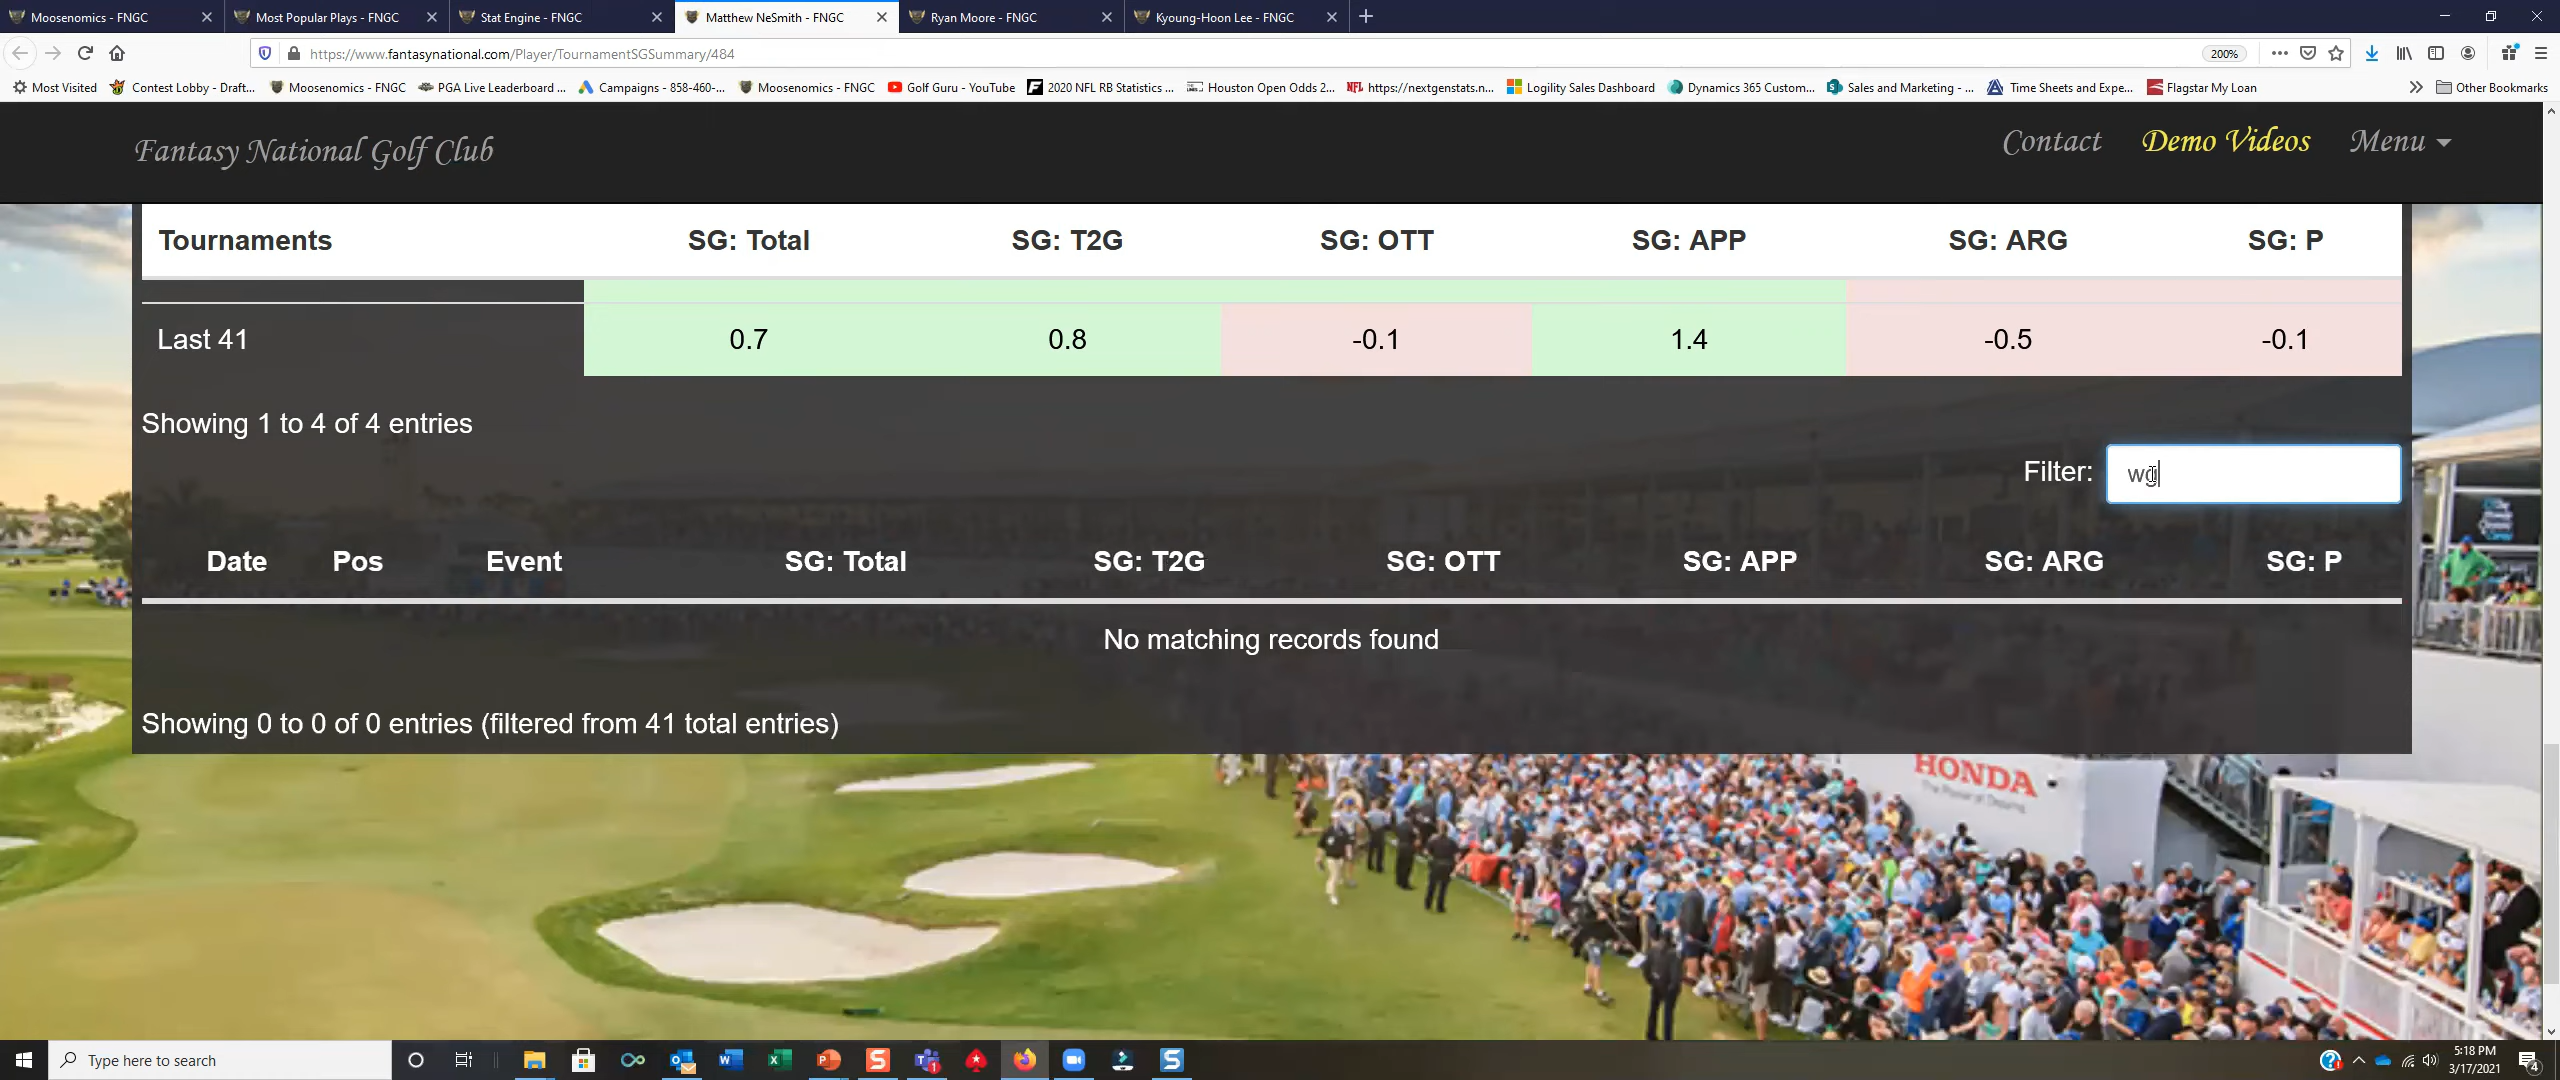 Moosenomics - FNGC
Most Popular Plays - FNGC
Stat Engine - FNGC
Matthew NeSmith - FNGC
Ryan Moore - FNGC
Kyoung-Hoon Lee - FNGC
https://www.fantasynational.com/Player/TournamentSGSummary/484
200%
Most Visited
Contest Lobby - Draft...
Moosenomics - FNGC
PGA Live Leaderboard ...
Campaigns - 858-460-...
Moosenomics - FNGC
Golf Guru - YouTube
2020 NFL RB Statistics ...
Houston Open Odds 2...
https://nextgenstats.n...
Logility Sales Dashboard
Dynamics 365 Custom...
Sales and Marketing - ...
Time Sheets and Expe...
Flagstar My Loan
Other Bookmarks
Fantasy National Golf Club
Contact
Demo Videos
Menu
Tournaments SG: Total SG: T2G SG: OTT SG: APP SG: ARG SG: P
Last 41 0.7 0.8 -0.1 1.4 -0.5 -0.1
Showing 1 to 4 of 4 entries
Filter: wg
Date Pos Event SG: Total SG: T2G SG: OTT SG: APP SG: ARG SG: P
No matching records found
Showing 0 to 0 of 0 entries (filtered from 41 total entries)
HONDA
The Power of Dreams
Type here to search
5:18 PM
3/17/2021